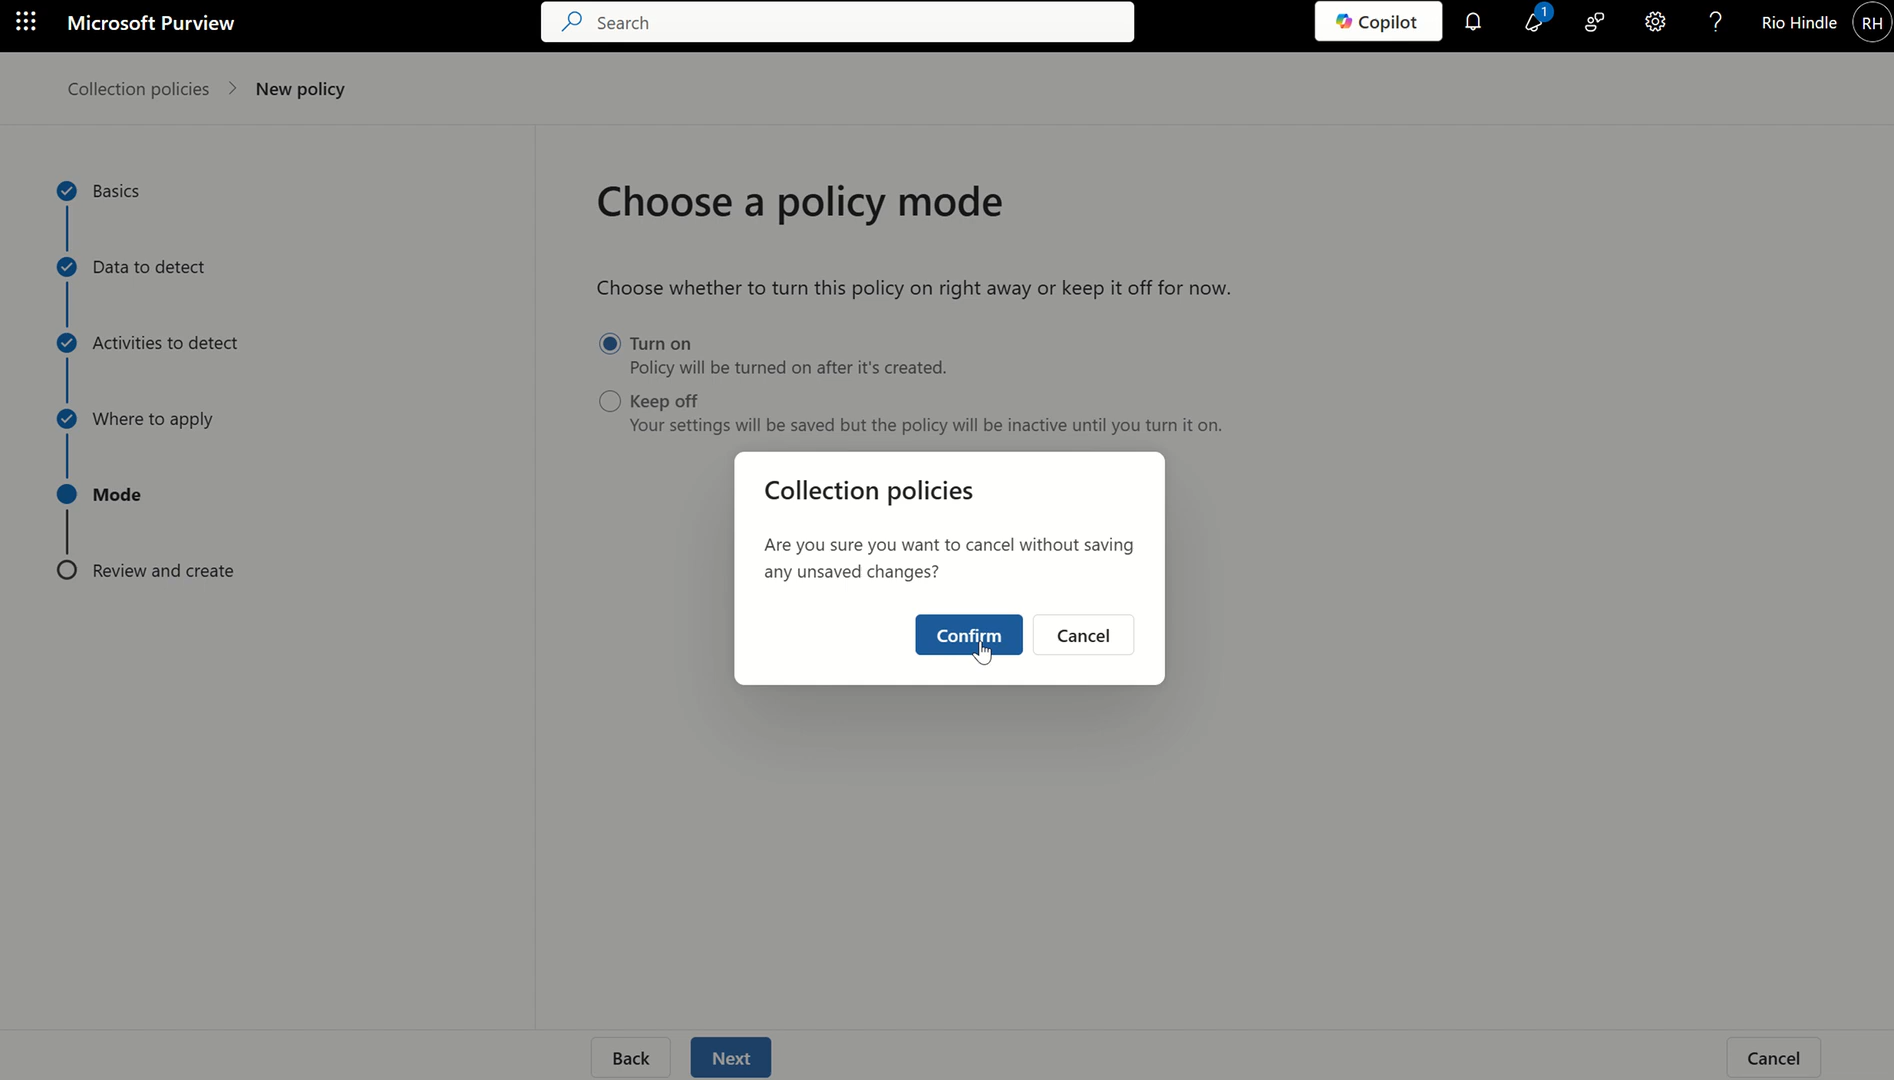 Microsoft Purview
Search
Copilot
1
Rio Hindle
RH
Collection policies
New policy
Basics
Data to detect
Activities to detect
Where to apply
Mode
Review and create
Choose a policy mode
Choose whether to turn this policy on right away or keep it off for now.
Turn on
Policy will be turned on after it's created.
Keep off
Your settings will be saved but the policy will be inactive until you turn it on.
Collection policies
Are you sure you want to cancel without saving
any unsaved changes?
Confirm
Cancel
Back
Next
Cancel